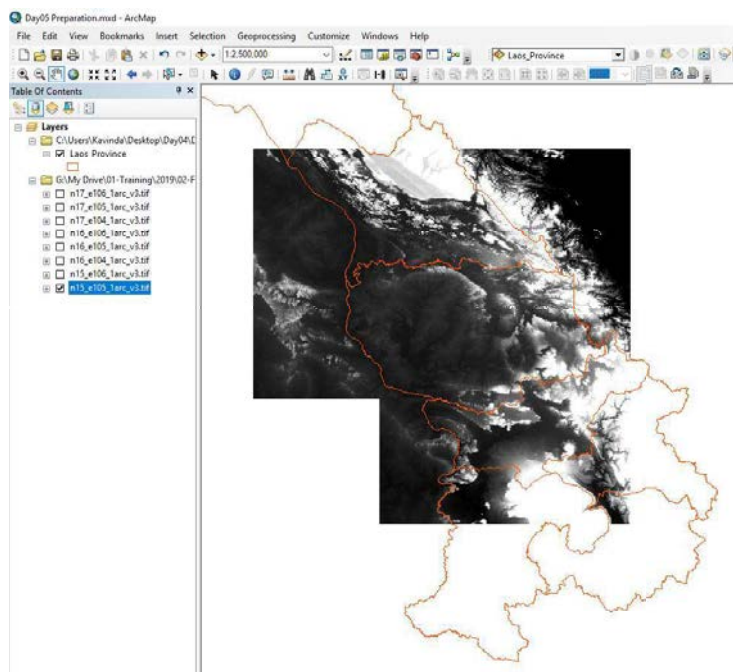 Day05 Preparation.mxd - ArcMap
File Edit View Bookmarks Insert Selection Geoprocessing Customize Windows Help
1:2,500,000
Laos_Province
Table Of Contents
Layers
C:\Users\Kavinda\Desktop\Day04\D
Laos Province
G:\My Drive\01-Training\2019\02-F
n17_e106_1arc_v3.tif
n17_e105_1arc_v3.tif
n17_e104_1arc_v3.tif
n16_e106_1arc_v3.tif
n16_e105_1arc_v3.tif
n16_e104_1arc_v3.tif
n15_e106_1arc_v3.tif
n15_e105_1arc_v3.tif